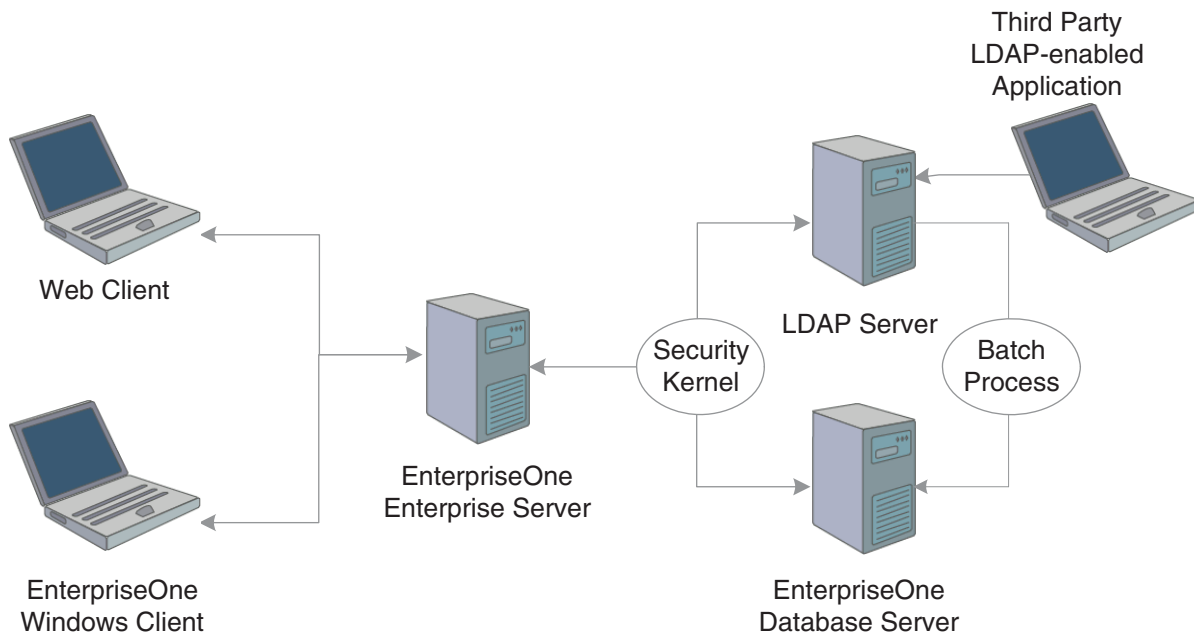 Third Party
LDAP-enabled
Application
Web Client
LDAP Server
Security
Kernel
Batch
Process
EnterpriseOne
Enterprise Server
EnterpriseOne
Windows Client
EnterpriseOne
Database Server